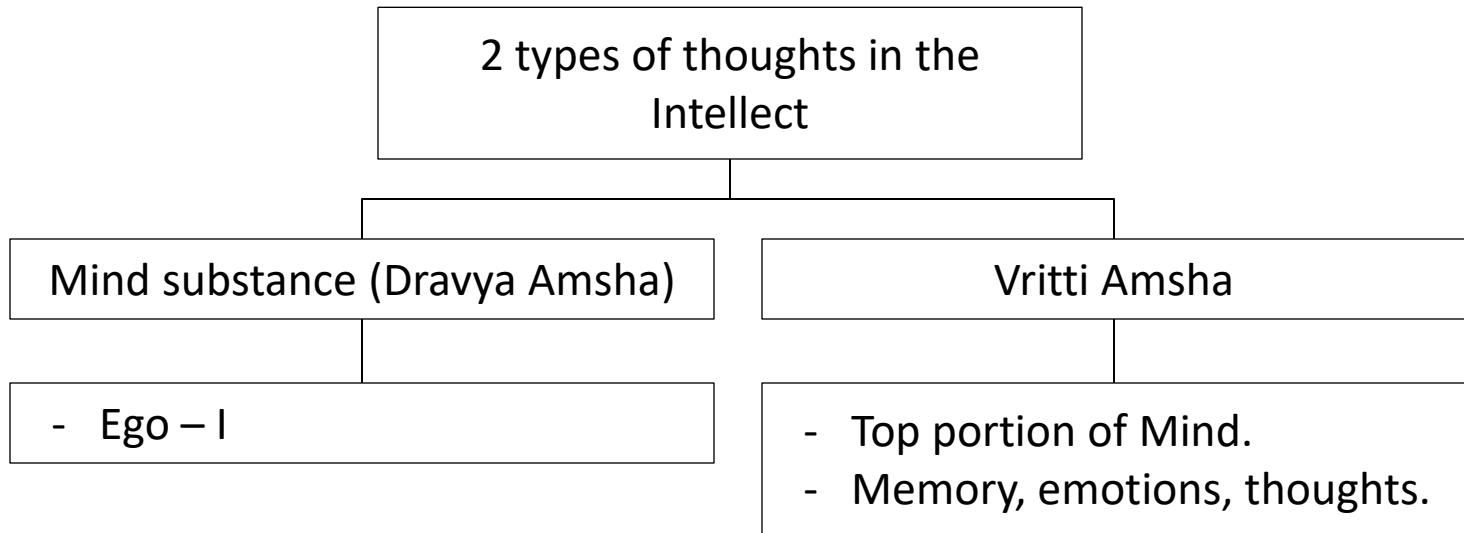 2 types of thoughts in the
Intellect
Mind substance (Dravya Amsha)
Vritti Amsha
- Ego – I
- Top portion of Mind.
- Memory, emotions, thoughts.